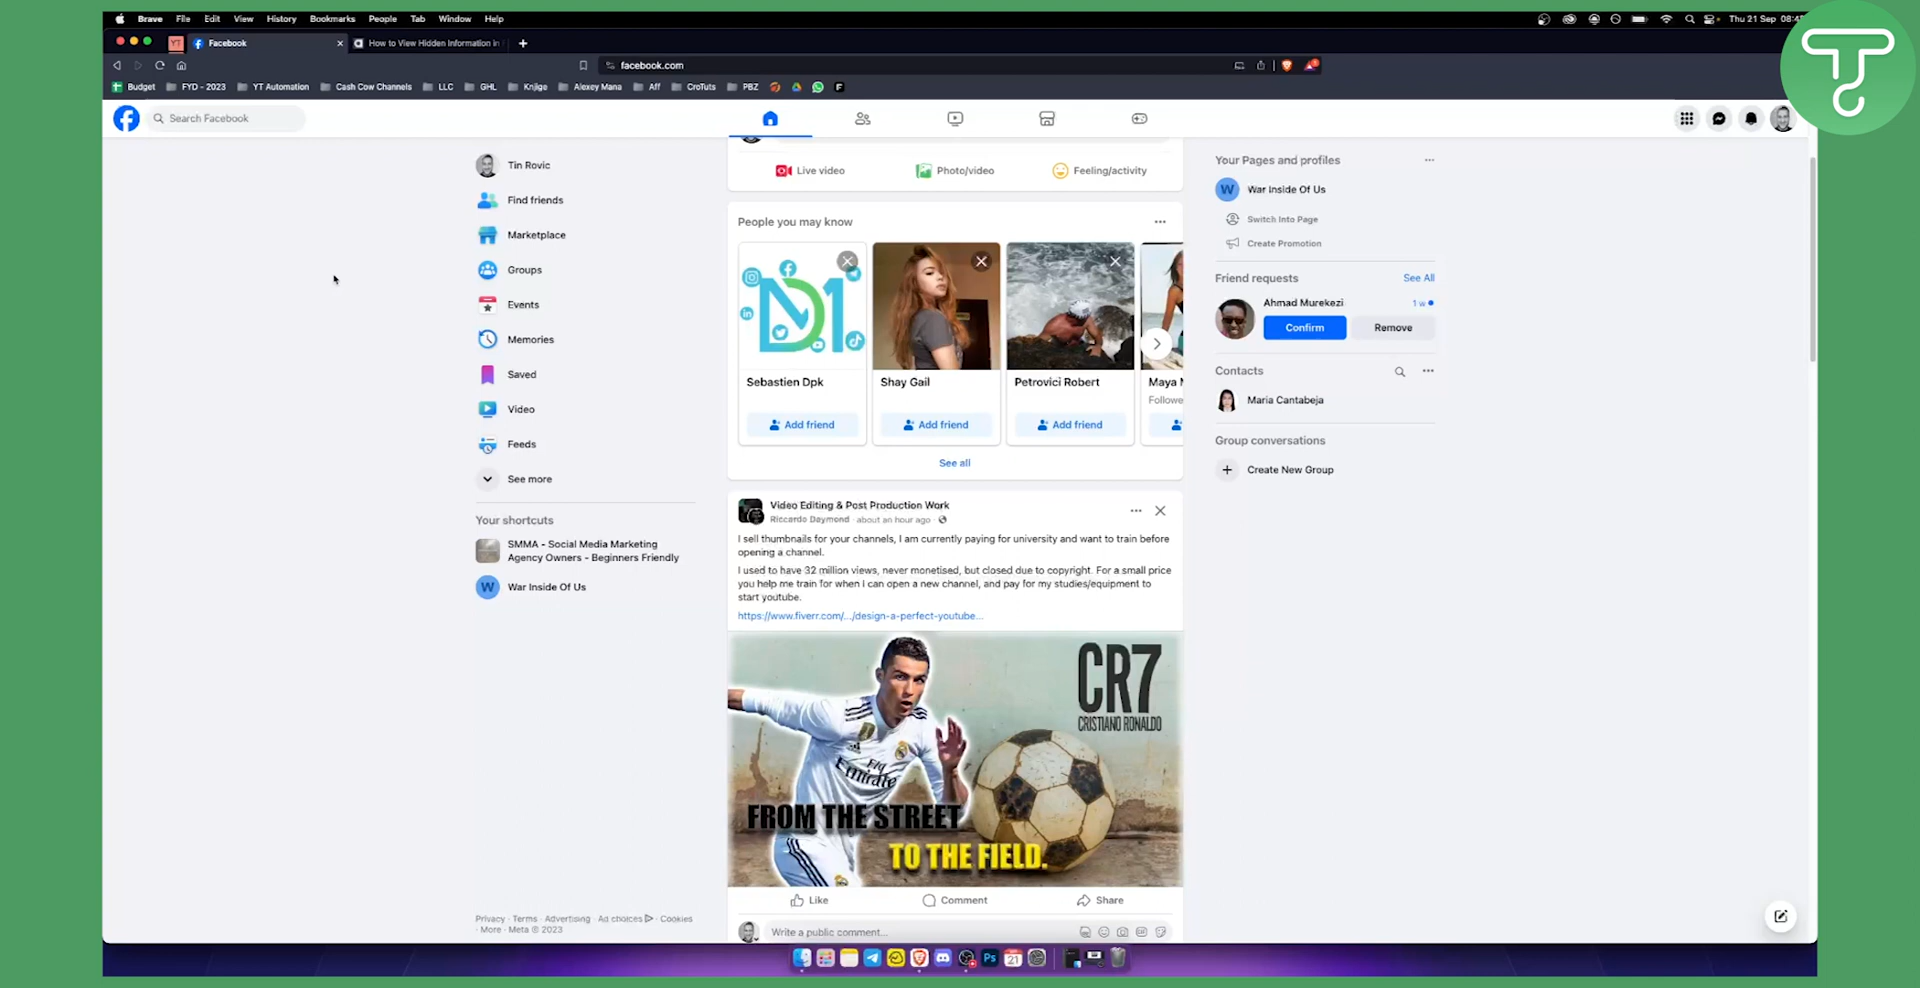 Brave File Edit View History Bookmarks People Tab Window Help
Thu 21 Sep
YT Facebook How to View Hidden Information in
facebook.com
Budget FYD - 2023 YT Automation Cash Cow Channels LLC GHL Knjige Alexey Mana Aff CroTuts PBZ
Search Facebook
Tin Rovic
Find friends
Marketplace
Groups
Events
Memories
Saved
Video
Feeds
See more
Your shortcuts
SMMA - Social Media Marketing
Agency Owners - Beginners Friendly
W War Inside Of Us
Privacy · Terms · Advertising · Ad choices · Cookies
· More · Meta © 2023
Live video Photo/video Feeling/activity
People you may know
Sebastien Dpk Shay Gail Petrovici Robert Maya
Followe
Add friend Add friend Add friend
See all
Video Editing & Post Production Work
Riccardo Daymond · about an hour ago ·
I sell thumbnails for your channels, I am currently paying for university and want to train before
opening a channel.
I used to have 32 million views, never monetised, but closed due to copyright. For a small price
you help me train for when I can open a new channel, and pay for my studies/equipment to
start youtube.
https://www.fiverr.com/.../design-a-perfect-youtube...
CR7
CRISTIANO RONALDO
Fly
Emirates
FROM THE STREET
TO THE FIELD.
Like Comment Share
Write a public comment...
Your Pages and profiles
W War Inside Of Us
Switch Into Page
Create Promotion
Friend requests See All
Ahmad Murekezi 1 w
Confirm Remove
Contacts
Maria Cantabeja
Group conversations
Create New Group
Ps
21